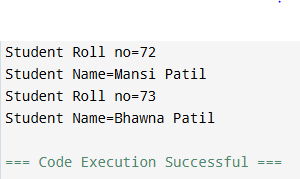 Student Roll no=72
Student Name=Mansi Patil
Student Roll no=73
Student Name=Bhawna Patil
=== Code Execution Successful ===